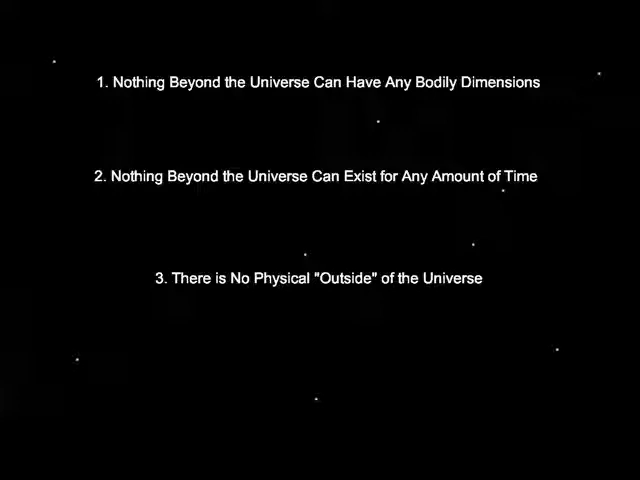 1. Nothing Beyond the Universe Can Have Any Bodily Dimensions
2. Nothing Beyond the Universe Can Exist for Any Amount of Time
3. There is No Physical "Outside" of the Universe